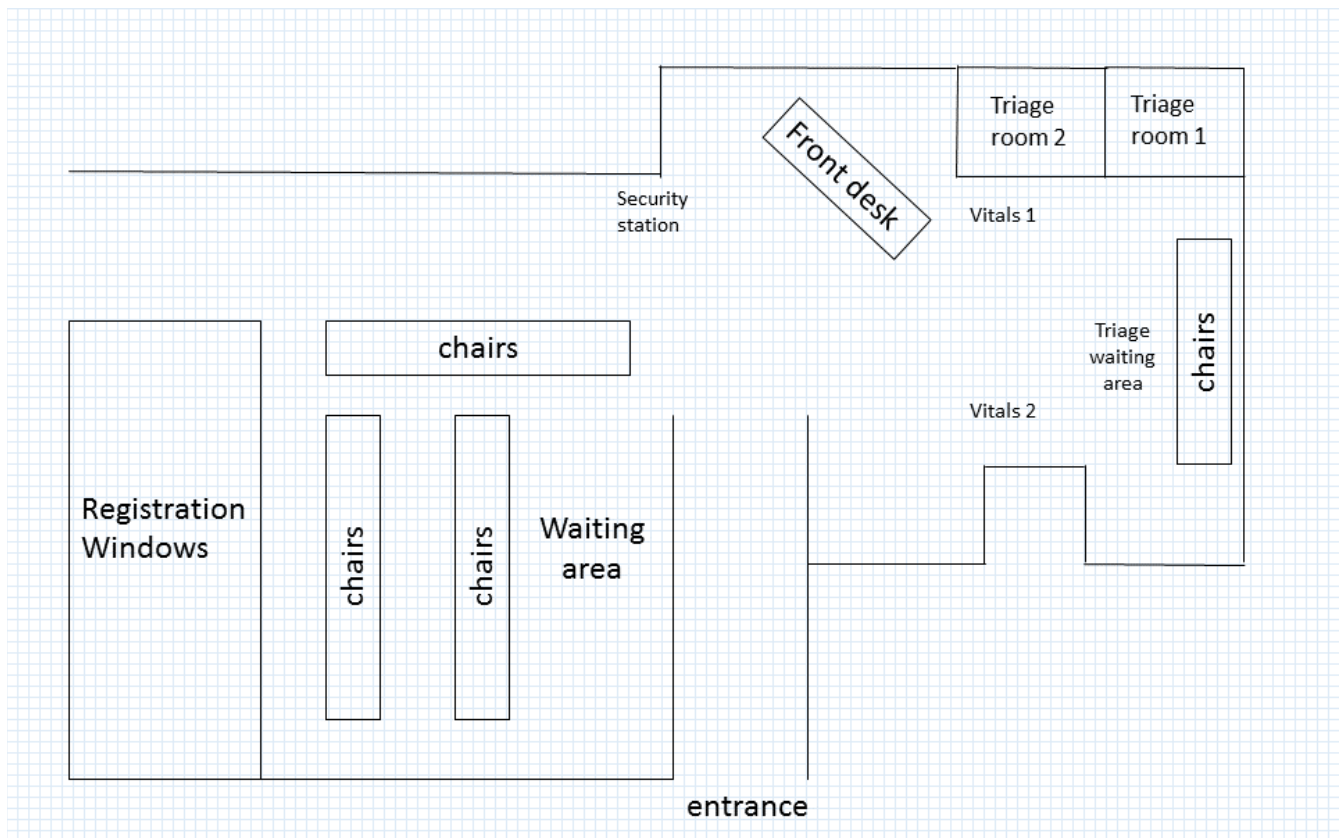 Triage
room 2
Triage
room 1
Front desk
Security
station
Vitals 1
chairs
Triage
waiting
area
chairs
Vitals 2
Registration
Windows
chairs
chairs
Waiting
area
entrance